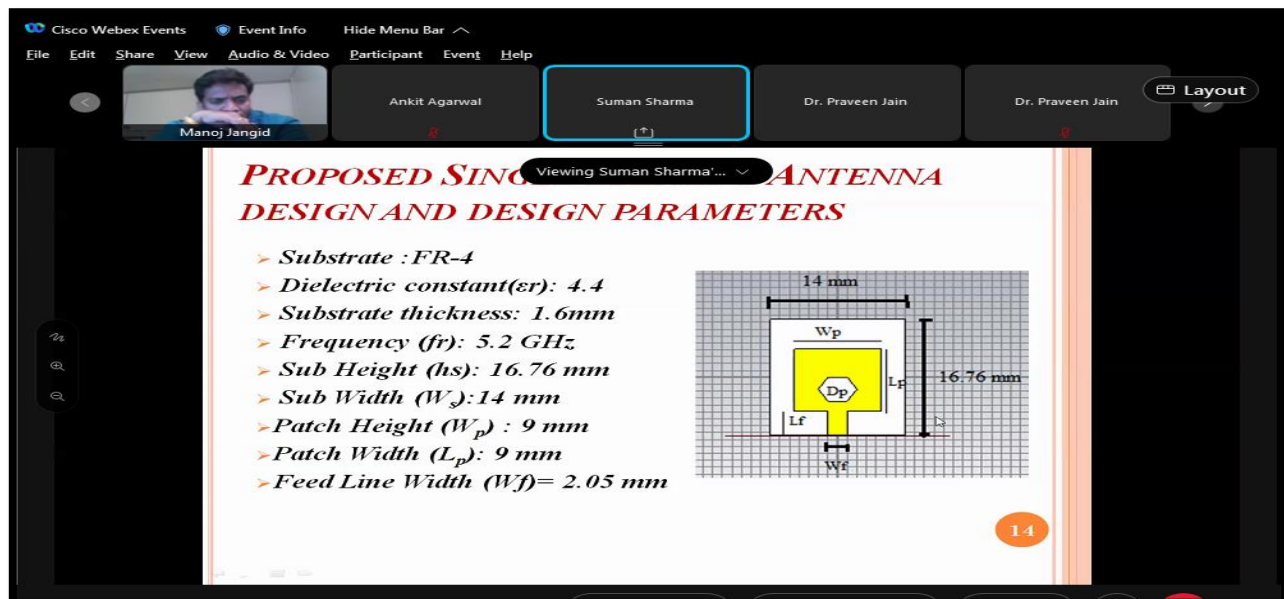 Cisco Webex Events Event Info Hide Menu Bar
File Edit Share View Audio & Video Participant Event Help
Manoj Jangid
Ankit Agarwal
Suman Sharma
Dr. Praveen Jain
Dr. Praveen Jain
Layout
Viewing Suman Sharma'...
PROPOSED ANTENNA
DESIGN AND DESIGN PARAMETERS
➢ Substrate : FR-4
➢ Dielectric constant(εr): 4.4
➢ Substrate thickness: 1.6mm
➢ Frequency (fr): 5.2 GHz
➢ Sub Height (hs): 16.76 mm
➢ Sub Width (Ws):14 mm
➢Patch Height (Wp) : 9 mm
➢Patch Width (Lp): 9 mm
➢Feed Line Width (Wf)= 2.05 mm
14 mm
Wp
Dp
Lp
16.76 mm
Lf
Wf
14